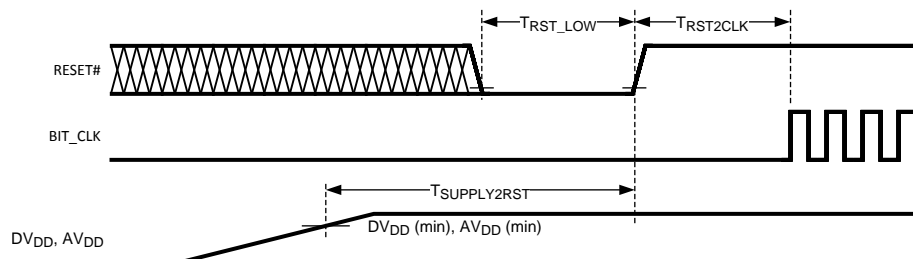 TRST_LOW
TRST2CLK
RESET#
BIT_CLK
TSUPPLY2RST
DVDD (min), AVDD (min)
DVDD, AVDD